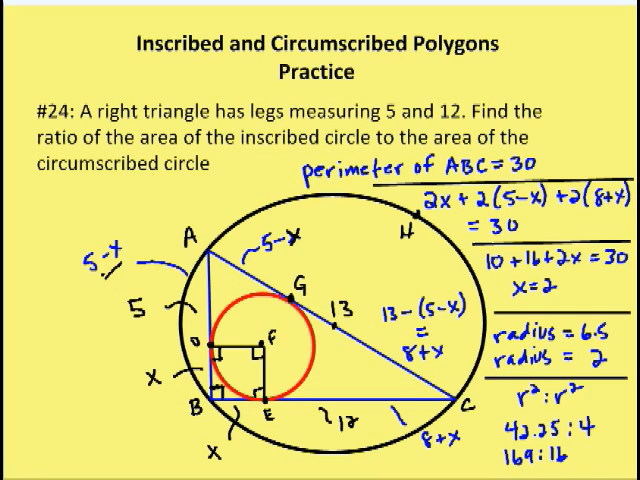 Inscribed and Circumscribed Polygons
Practice
#24: A right triangle has legs measuring 5 and 12. Find the
ratio of the area of the inscribed circle to the area of the
circumscribed circle
perimeter of ABC = 30
2x + 2(5-x) + 2(8+x)
= 30
10 + 16 + 2x = 30
x = 2
radius = 6.5
radius = 2
r² : r²
42.25 : 4
169 : 16
A
5-x
5-x
H
G
13
13 - (5-x)
=
8+x
5
D
F
x
r
B
E
12
C
x
8+x